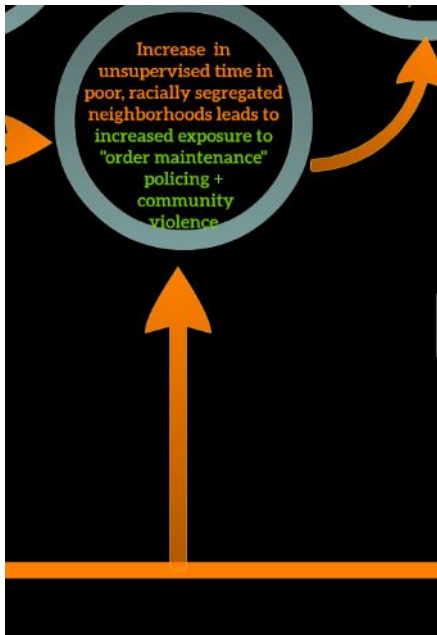 Increase in
unsupervised time in
poor, racially segregated
neighborhoods leads to
increased exposure to
"order maintenance"
policing +
community
violence